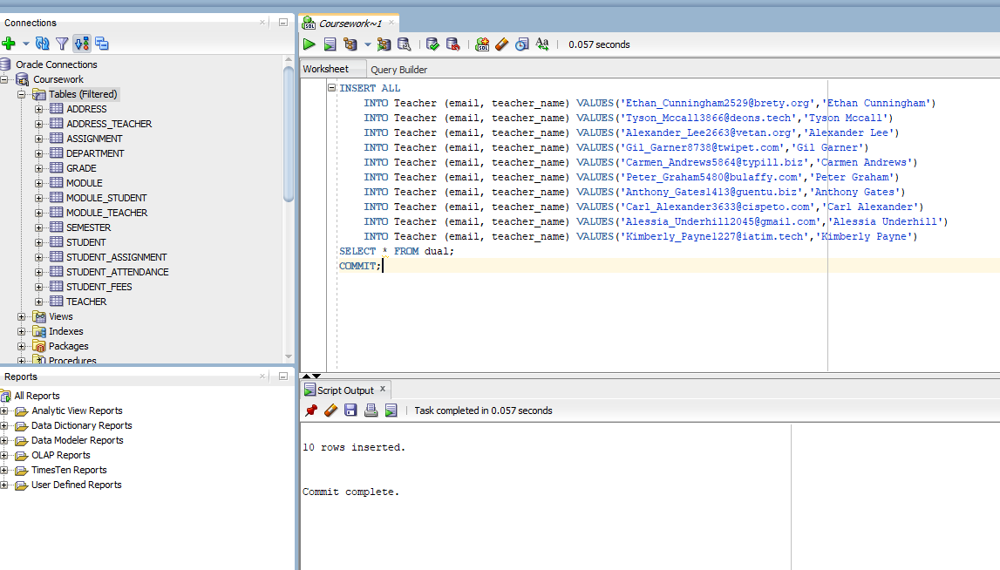 Connections
Oracle Connections
Coursework
Tables (Filtered)
ADDRESS
ADDRESS_TEACHER
ASSIGNMENT
DEPARTMENT
GRADE
MODULE
MODULE_STUDENT
MODULE_TEACHER
SEMESTER
STUDENT
STUDENT_ASSIGNMENT
STUDENT_ATTENDANCE
STUDENT_FEES
TEACHER
Views
Indexes
Packages
Procedures
Reports
All Reports
Analytic View Reports
Data Dictionary Reports
Data Modeler Reports
OLAP Reports
TimesTen Reports
User Defined Reports
Coursework~1
0.057 seconds
Worksheet Query Builder
INSERT ALL
INTO Teacher (email, teacher_name) VALUES('Ethan_Cunningham2529@brety.org','Ethan Cunningham')
INTO Teacher (email, teacher_name) VALUES('Tyson_Mccall3866@deons.tech','Tyson Mccall')
INTO Teacher (email, teacher_name) VALUES('Alexander_Lee2663@vetan.org','Alexander Lee')
INTO Teacher (email, teacher_name) VALUES('Gil_Garner8738@twipet.com','Gil Garner')
INTO Teacher (email, teacher_name) VALUES('Carmen_Andrews5864@typill.biz','Carmen Andrews')
INTO Teacher (email, teacher_name) VALUES('Peter_Graham5480@bulaffy.com','Peter Graham')
INTO Teacher (email, teacher_name) VALUES('Anthony_Gates1413@guentu.biz','Anthony Gates')
INTO Teacher (email, teacher_name) VALUES('Carl_Alexander3633@cispeto.com','Carl Alexander')
INTO Teacher (email, teacher_name) VALUES('Alessia_Underhill2045@gmail.com','Alessia Underhill')
INTO Teacher (email, teacher_name) VALUES('Kimberly_Payne1227@iatim.tech','Kimberly Payne')
SELECT * FROM dual;
COMMIT;
Script Output
Task completed in 0.057 seconds
10 rows inserted.
Commit complete.